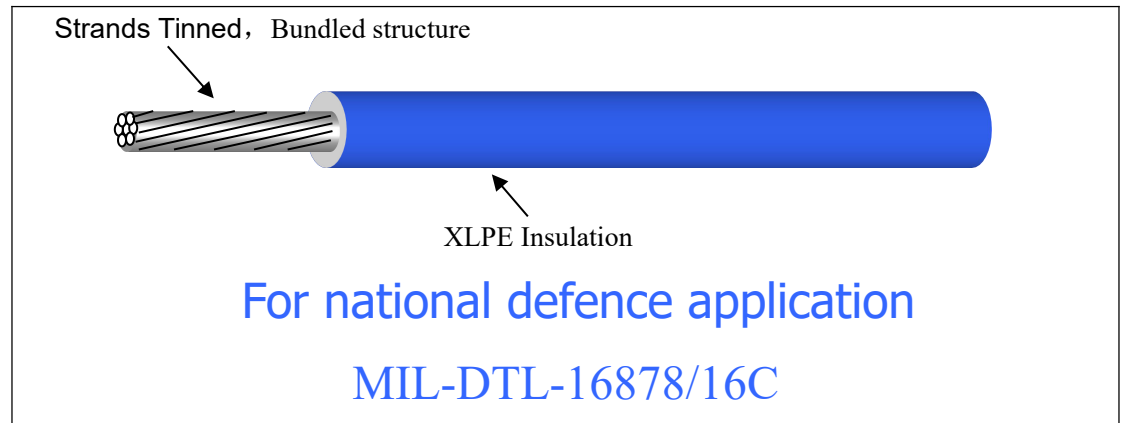 Strands Tinned，Bundled structure
XLPE Insulation
For national defence application
MIL-DTL-16878/16C